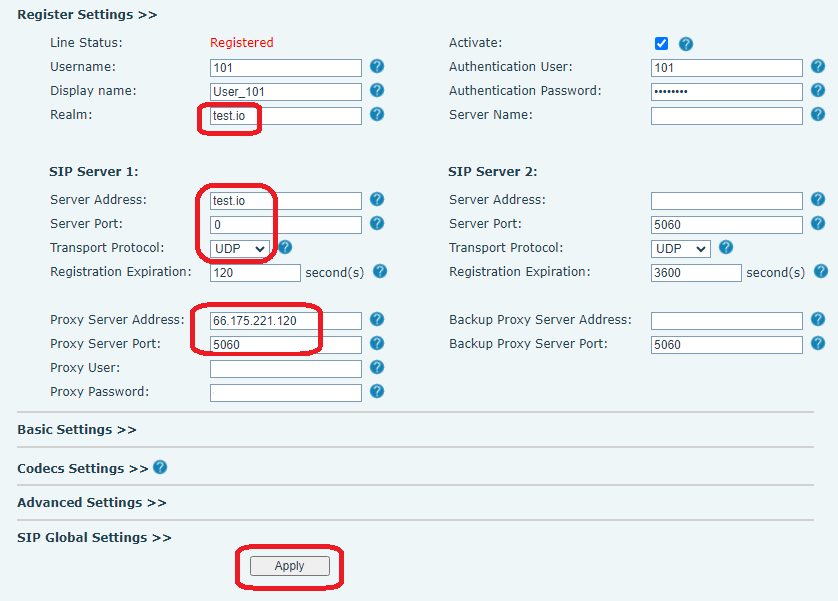 Register Settings >>
Line Status: Registered Activate:
Username: 101 Authentication User: 101
Display name: User_101 Authentication Password: ••••••••
Realm: test.io Server Name:
SIP Server 1: SIP Server 2:
Server Address: test.io Server Address:
Server Port: 0 Server Port: 5060
Transport Protocol: UDP Transport Protocol: UDP
Registration Expiration: 120 second(s) Registration Expiration: 3600 second(s)
Proxy Server Address: 66.175.221.120 Backup Proxy Server Address:
Proxy Server Port: 5060 Backup Proxy Server Port: 5060
Proxy User:
Proxy Password:
Basic Settings >>
Codecs Settings >>
Advanced Settings >>
SIP Global Settings >>
Apply